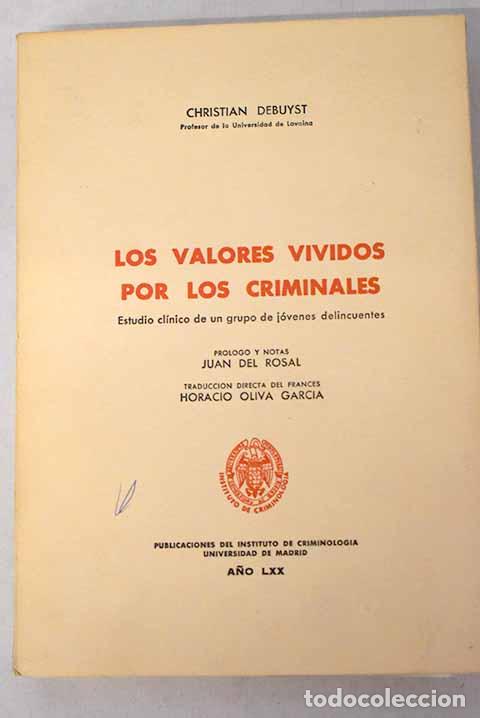 CHRISTIAN DEBUYST
Profesor de la Universidad de Lovaina
LOS VALORES VIVIDOS
POR LOS CRIMINALES
Estudio clínico de un grupo de jóvenes delincuentes
PROLOGO Y NOTAS
JUAN DEL ROSAL
TRADUCCION DIRECTA DEL FRANCES
HORACIO OLIVA GARCIA
INSTITUTO DE CRIMINOLOGIA
PUBLICACIONES DEL INSTITUTO DE CRIMINOLOGIA
UNIVERSIDAD DE MADRID
AÑO LXX
todocoleccion